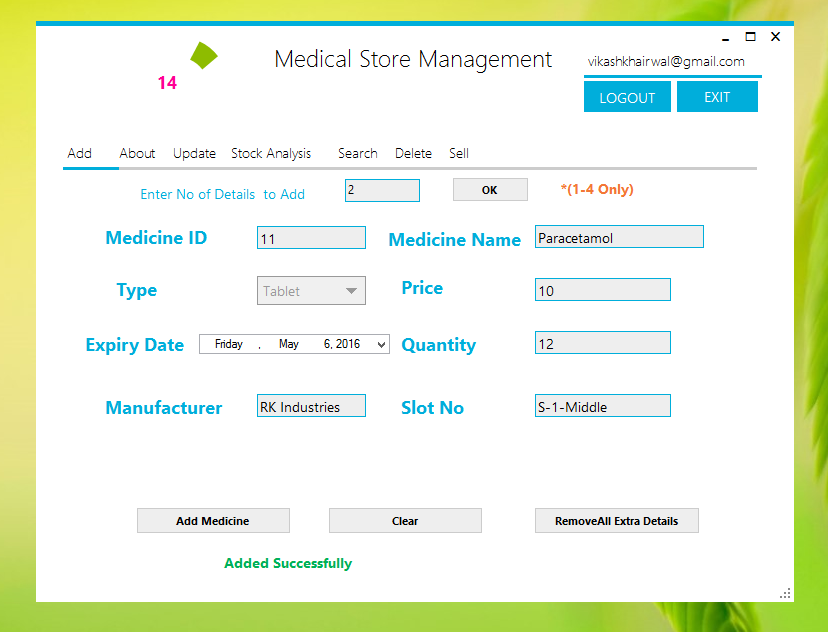 Medical Store Management
vikashkhairwal@gmail.com
14
LOGOUT EXIT
Add About Update Stock Analysis Search Delete Sell
Enter No of Details to Add 2 OK *(1-4 Only)
Medicine ID 11 Medicine Name Paracetamol
Type Tablet Price 10
Expiry Date Friday , May 6, 2016 Quantity 12
Manufacturer RK Industries Slot No S-1-Middle
Add Medicine Clear RemoveAll Extra Details
Added Successfully